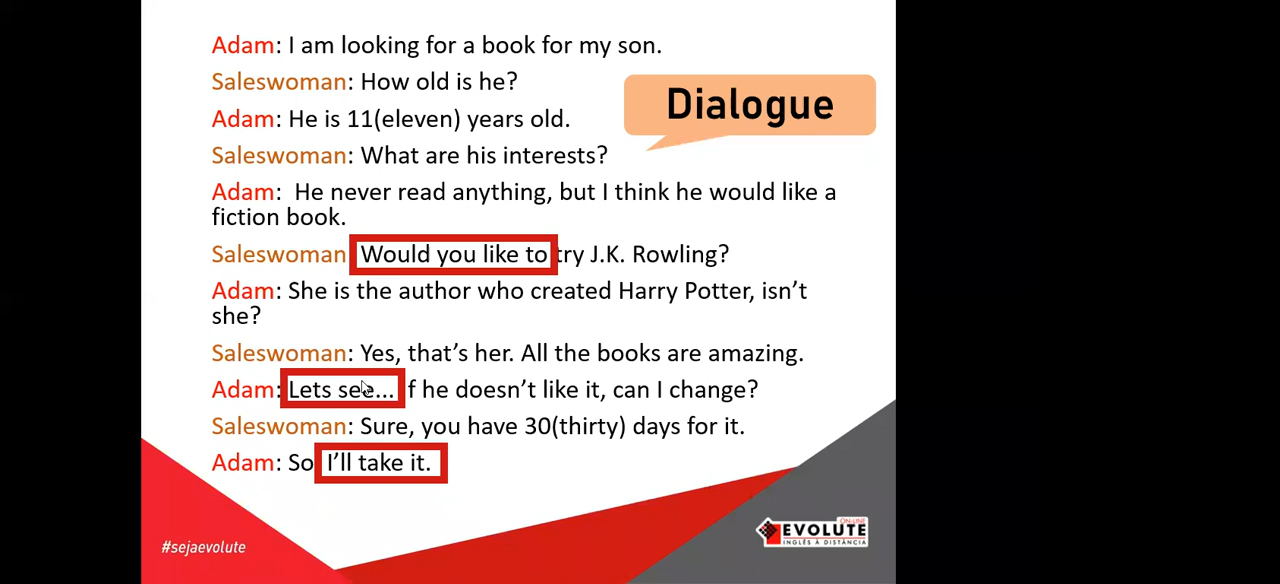 Adam: I am looking for a book for my son.
Saleswoman: How old is he?
Dialogue
Adam: He is 11(eleven) years old.
Saleswoman: What are his interests?
Adam:  He never read anything, but I think he would like a
fiction book.
Saleswoman Would you like to try J.K. Rowling?
Adam: She is the author who created Harry Potter, isn't
she?
Saleswoman: Yes, that's her. All the books are amazing.
Adam: Lets see... f he doesn't like it, can I change?
Saleswoman: Sure, you have 30(thirty) days for it.
Adam: So I'll take it.
ON-LINE
EVOLUTE
INGLÊS À DISTÂNCIA
#sejaevolute